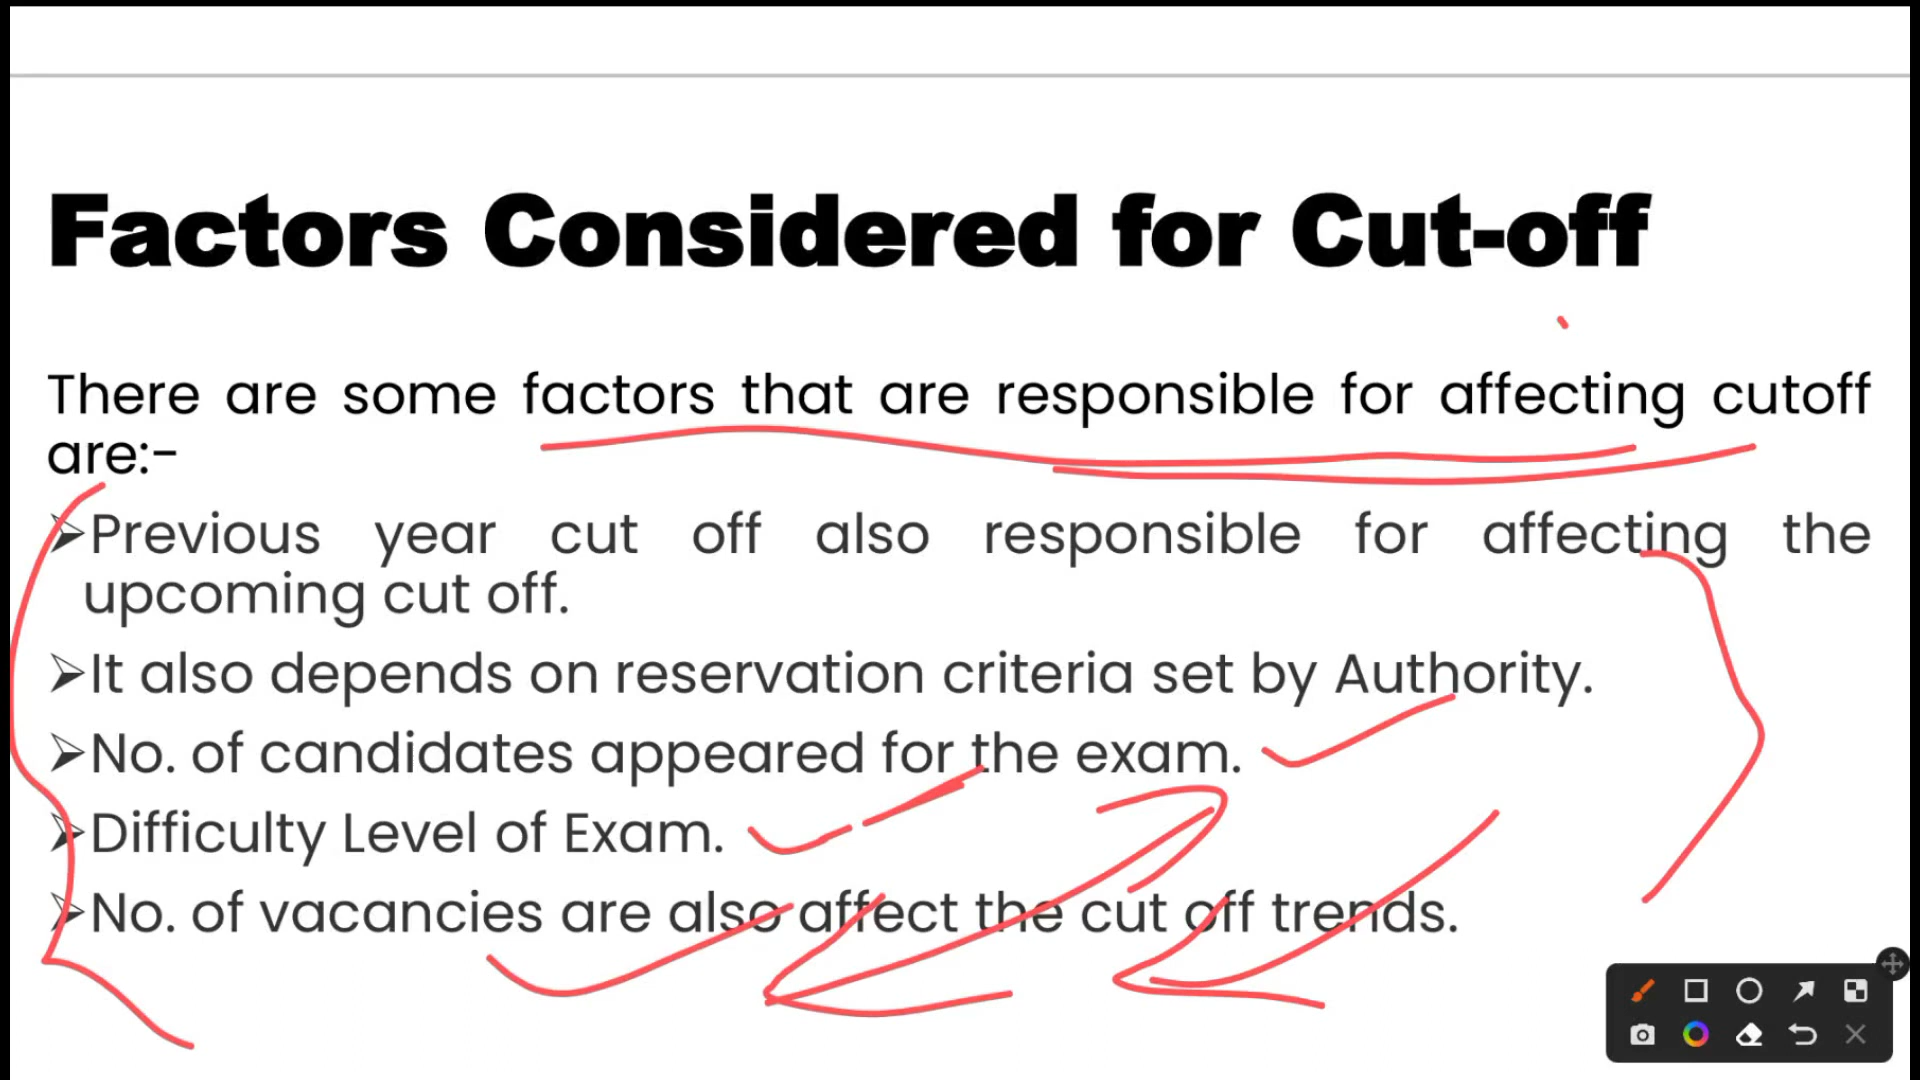 Factors Considered for Cut-off
There are some factors that are responsible for affecting cutoff
are:-
➢Previous year cut off also responsible for affecting the
upcoming cut off.
➢It also depends on reservation criteria set by Authority.
➢No. of candidates appeared for the exam.
➢Difficulty Level of Exam.
➢No. of vacancies are also affect the cut off trends.